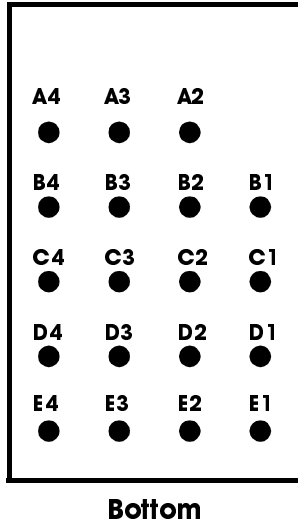 A4 A3 A2
B4 B3 B2 B1
C4 C3 C2 C1
D4 D3 D2 D1
E4 E3 E2 E1
Bottom